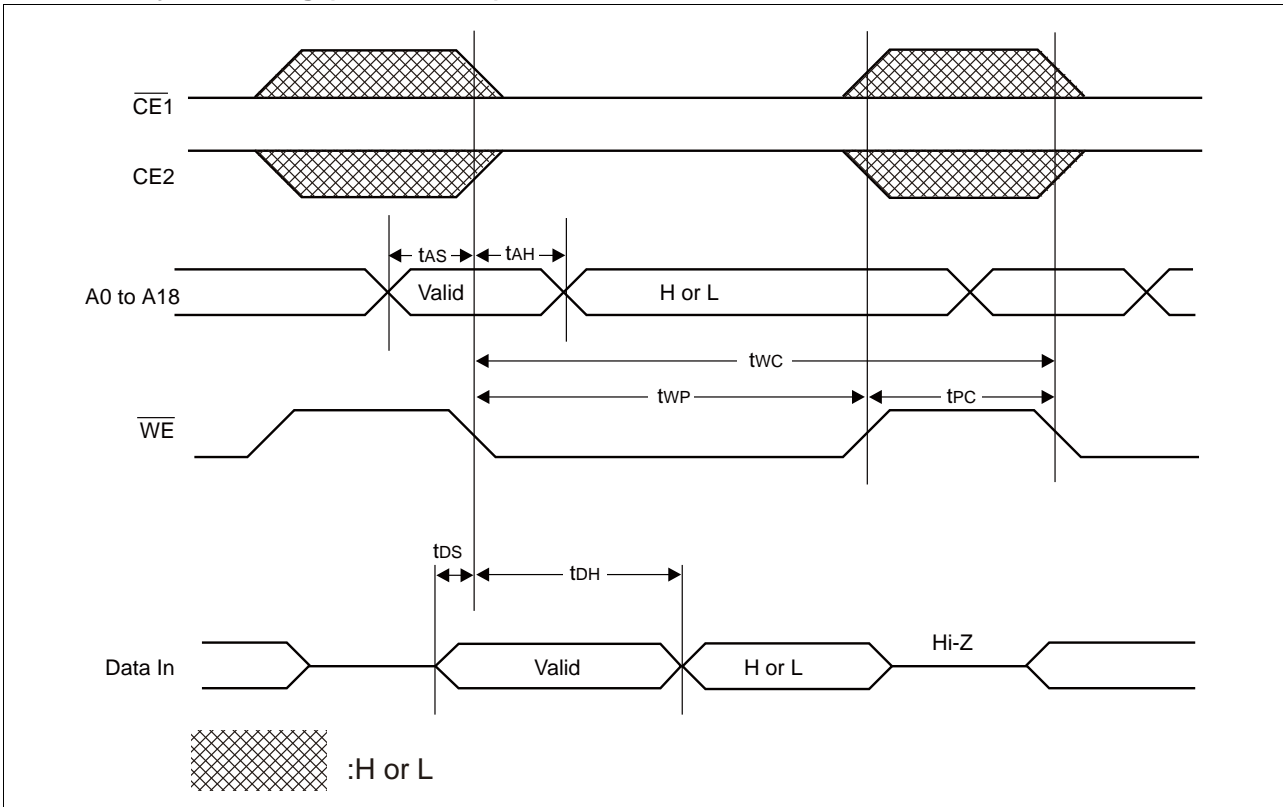 CE1
CE2
tAS
tAH
A0 to A18
Valid
H or L
tWC
tWP
tPC
WE
tDS
tDH
Data In
Valid
H or L
Hi-Z
:H or L